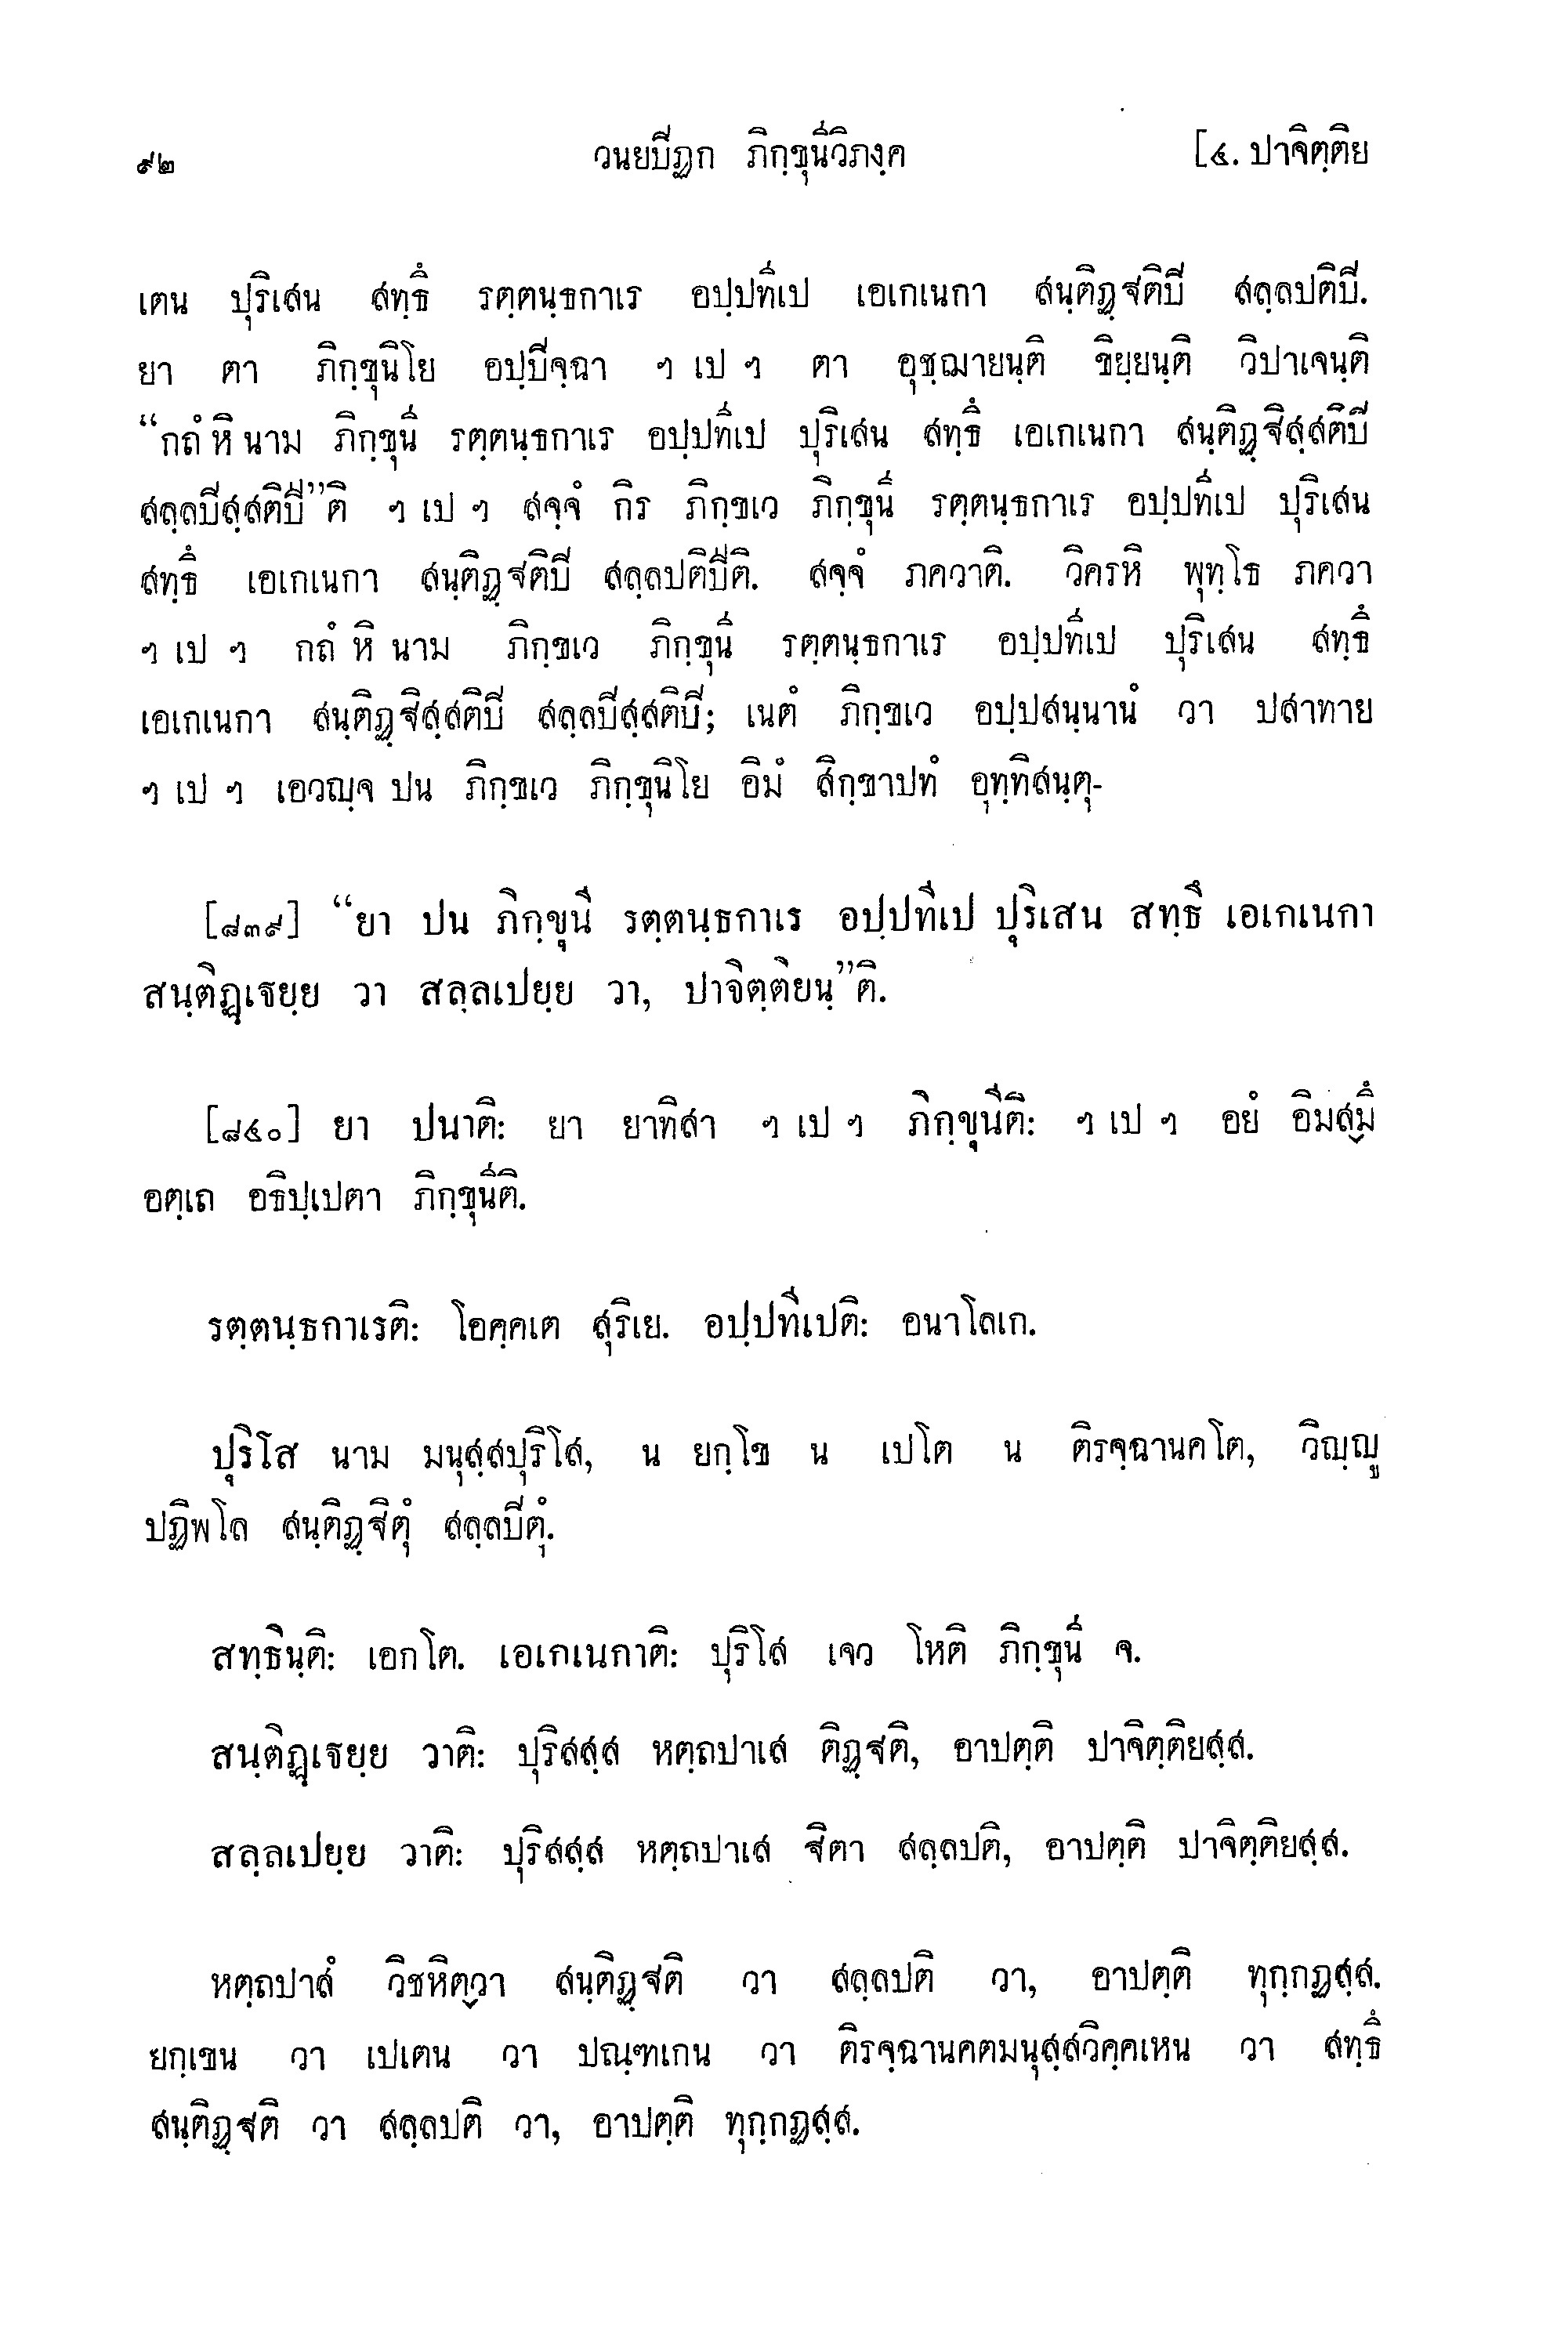 ๙๒ วนยปีฏก ภิกฺขุนีวิภงฺค [๔. ปาจิตฺติย
เตน ปุริเสน สทฺธึ รตฺตนฺธกาเร อปฺปทีเป เอเกเนกา สนฺติฏฺฐติปี สลฺลปติปี.
ยา ตา ภิกฺขุนิโย อปฺปิจฺฉา ฯ เป ฯ ตา อุชฺฌายนฺติ ขิยฺยนฺติ วิปาเจนฺติ
“กถํ หิ นาม ภิกฺขุนี รตฺตนฺธกาเร อปฺปทีเป ปุริเสน สทฺธึ เอเกเนกา สนฺติฏฺฐิสฺสติปี
สลฺลปิสฺสติปี”ติ ฯ เป ฯ สจฺจํ กิร ภิกฺขเว ภิกฺขุนี รตฺตนฺธกาเร อปฺปทีเป ปุริเสน
สทฺธึ เอเกเนกา สนฺติฏฺฐติปี สลฺลปติปีติ. สจฺจํ ภควาติ. วิครหิ พุทฺโธ ภควา
ฯ เป ฯ กถํ หิ นาม ภิกฺขเว ภิกฺขุนี รตฺตนฺธกาเร อปฺปทีเป ปุริเสน สทฺธึ
เอเกเนกา สนฺติฏฺฐิสฺสติปี สลฺลปิสฺสติปี; เนตํ ภิกฺขเว อปฺปสนฺนานํ วา ปสาทาย
ฯ เป ฯ เอวญฺจ ปน ภิกฺขเว ภิกฺขุนิโย อิมํ สิกฺขาปทํ อุทฺทิสนฺตุ-
[๘๓๙] “ยา ปน ภิกฺขุนี รตฺตนฺธกาเร อปฺปทีเป ปุริเสน สทฺธึ เอเกเนกา
สนฺติฏฺเฐยฺย วา สลฺลเปยฺย วา, ปาจิตฺติยนฺ”ติ.
[๘๔๐] ยา ปนาติ: ยา ยาทิสา ฯ เป ฯ ภิกฺขุนีติ: ฯ เป ฯ อยํ อิมสฺมึ
อตฺเถ อธิปฺเปตา ภิกฺขุนีติ.
รตฺตนฺธกาเรติ: โอคฺคเต สุริเย. อปฺปทีเปติ: อนาโลเก.
ปุริโส นาม มนุสฺสปุริโส, น ยกฺโข น เปโต น ติรจฺฉานคโต, วิญฺญู
ปฏิพโล สนฺติฏฺฐิตุํ สลฺลปิตุํ.
สทฺธินฺติ: เอกโต. เอเกเนกาติ: ปุริโส เจว โหติ ภิกฺขุนี จ.
สนฺติฏฺเฐยฺย วาติ: ปุริสสฺส หตฺถปาเส ติฏฺฐติ, อาปตฺติ ปาจิตฺติยสฺส.
สลฺลเปยฺย วาติ: ปุริสสฺส หตฺถปาเส ฐิตา สลฺลปติ, อาปตฺติ ปาจิตฺติยสฺส.
หตฺถปาสํ วิชหิตฺวา สนฺติฏฺฐติ วา สลฺลปติ วา, อาปตฺติ ทุกฺกฏสฺส.
ยกฺเขน วา เปเตน วา ปณฺฑเกน วา ติรจฺฉานคตมนุสฺสวิคฺคเหน วา สทฺธึ
สนฺติฏฺฐติ วา สลฺลปติ วา, อาปตฺติ ทุกฺกฏสฺส.